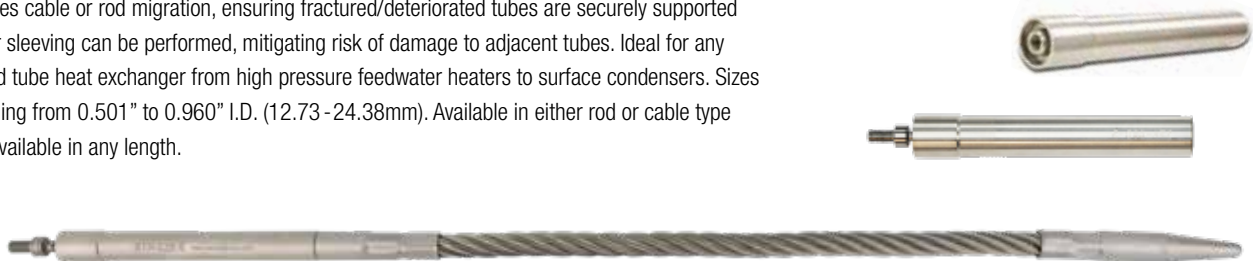 es cable or rod migration, ensuring fractured/deteriorated tubes are securely supported
r sleeving can be performed, mitigating risk of damage to adjacent tubes. Ideal for any
d tube heat exchanger from high pressure feedwater heaters to surface condensers. Sizes
ing from 0.501” to 0.960” I.D. (12.73 - 24.38mm). Available in either rod or cable type
vailable in any length.